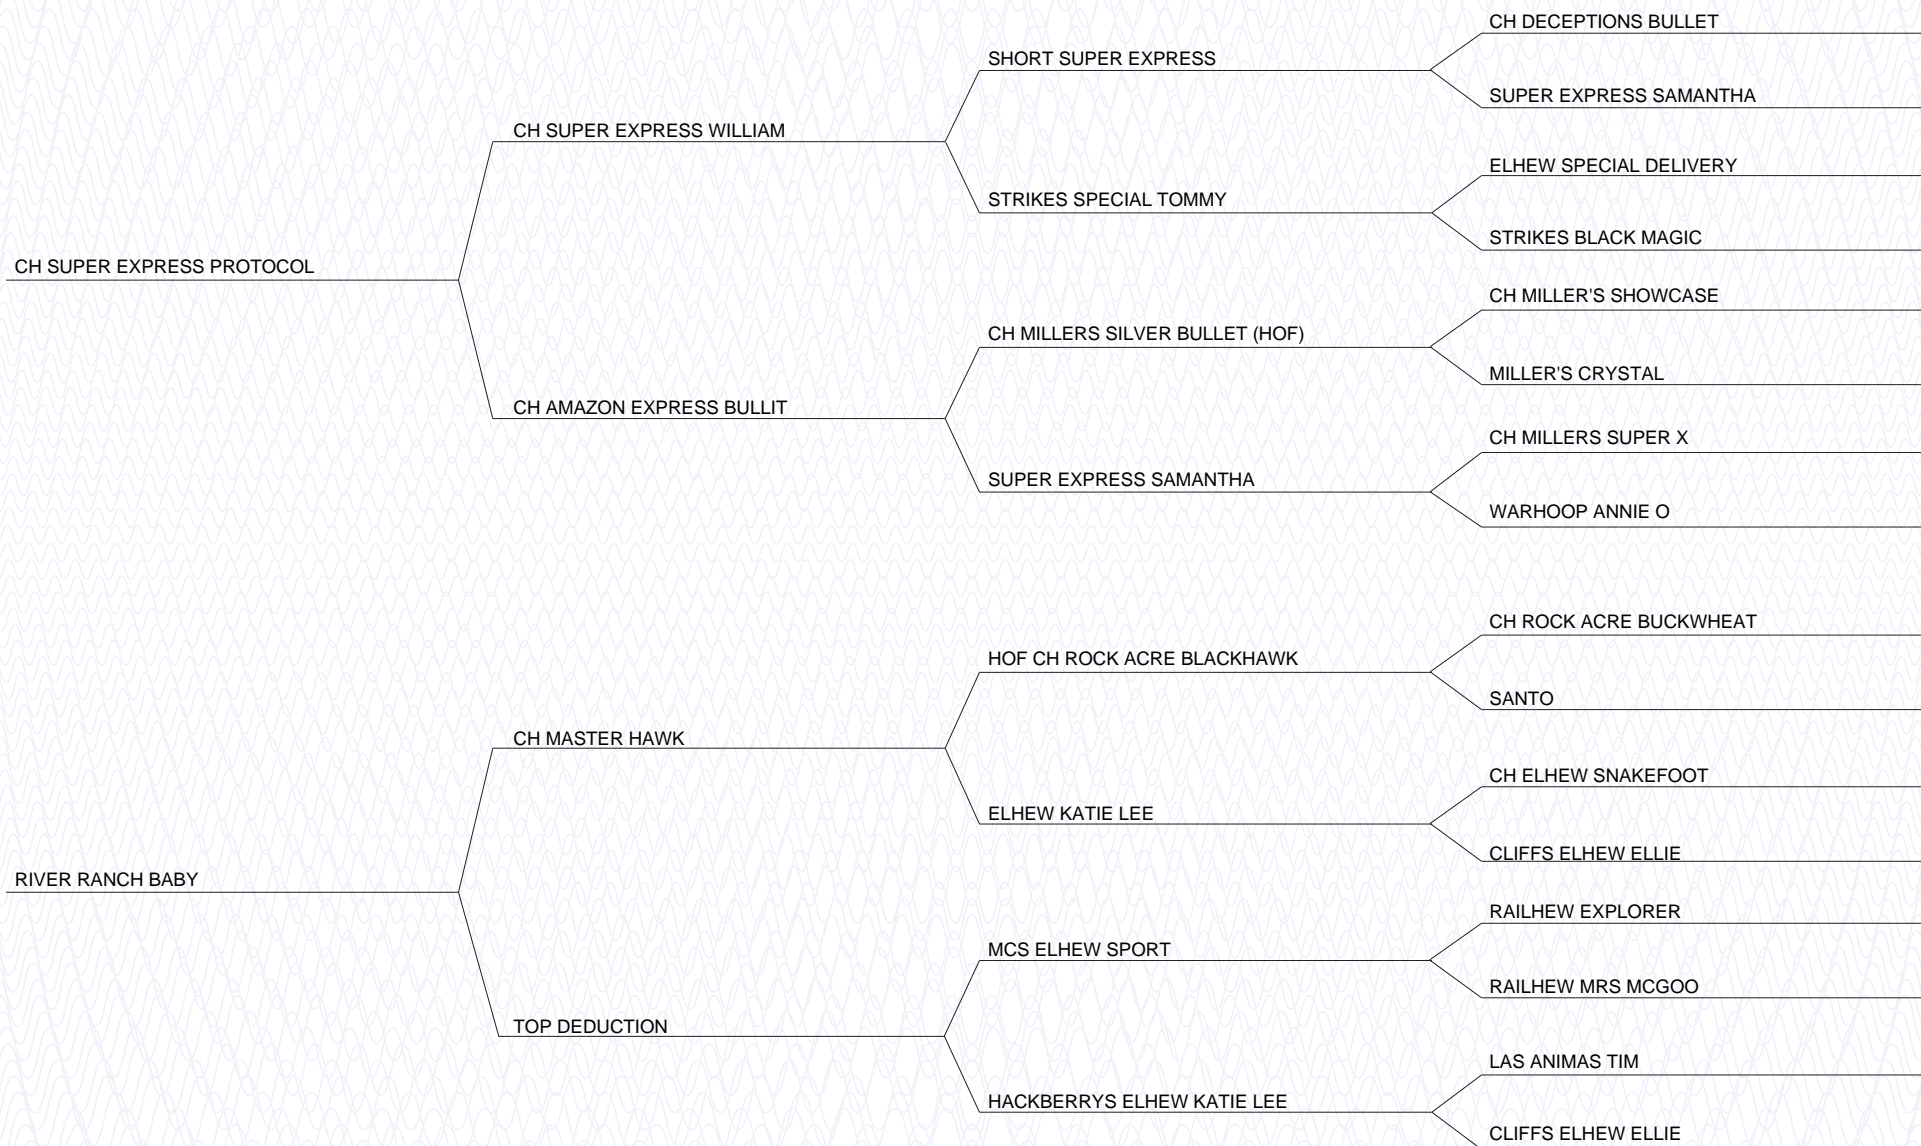 CH SUPER EXPRESS PROTOCOL
CH SUPER EXPRESS WILLIAM
SHORT SUPER EXPRESS
CH DECEPTIONS BULLET
SUPER EXPRESS SAMANTHA
STRIKES SPECIAL TOMMY
ELHEW SPECIAL DELIVERY
STRIKES BLACK MAGIC
CH AMAZON EXPRESS BULLIT
CH MILLERS SILVER BULLET (HOF)
CH MILLER'S SHOWCASE
MILLER'S CRYSTAL
SUPER EXPRESS SAMANTHA
CH MILLERS SUPER X
WARHOOP ANNIE O
RIVER RANCH BABY
CH MASTER HAWK
HOF CH ROCK ACRE BLACKHAWK
CH ROCK ACRE BUCKWHEAT
SANTO
ELHEW KATIE LEE
CH ELHEW SNAKEFOOT
CLIFFS ELHEW ELLIE
TOP DEDUCTION
MCS ELHEW SPORT
RAILHEW EXPLORER
RAILHEW MRS MCGOO
HACKBERRYS ELHEW KATIE LEE
LAS ANIMAS TIM
CLIFFS ELHEW ELLIE